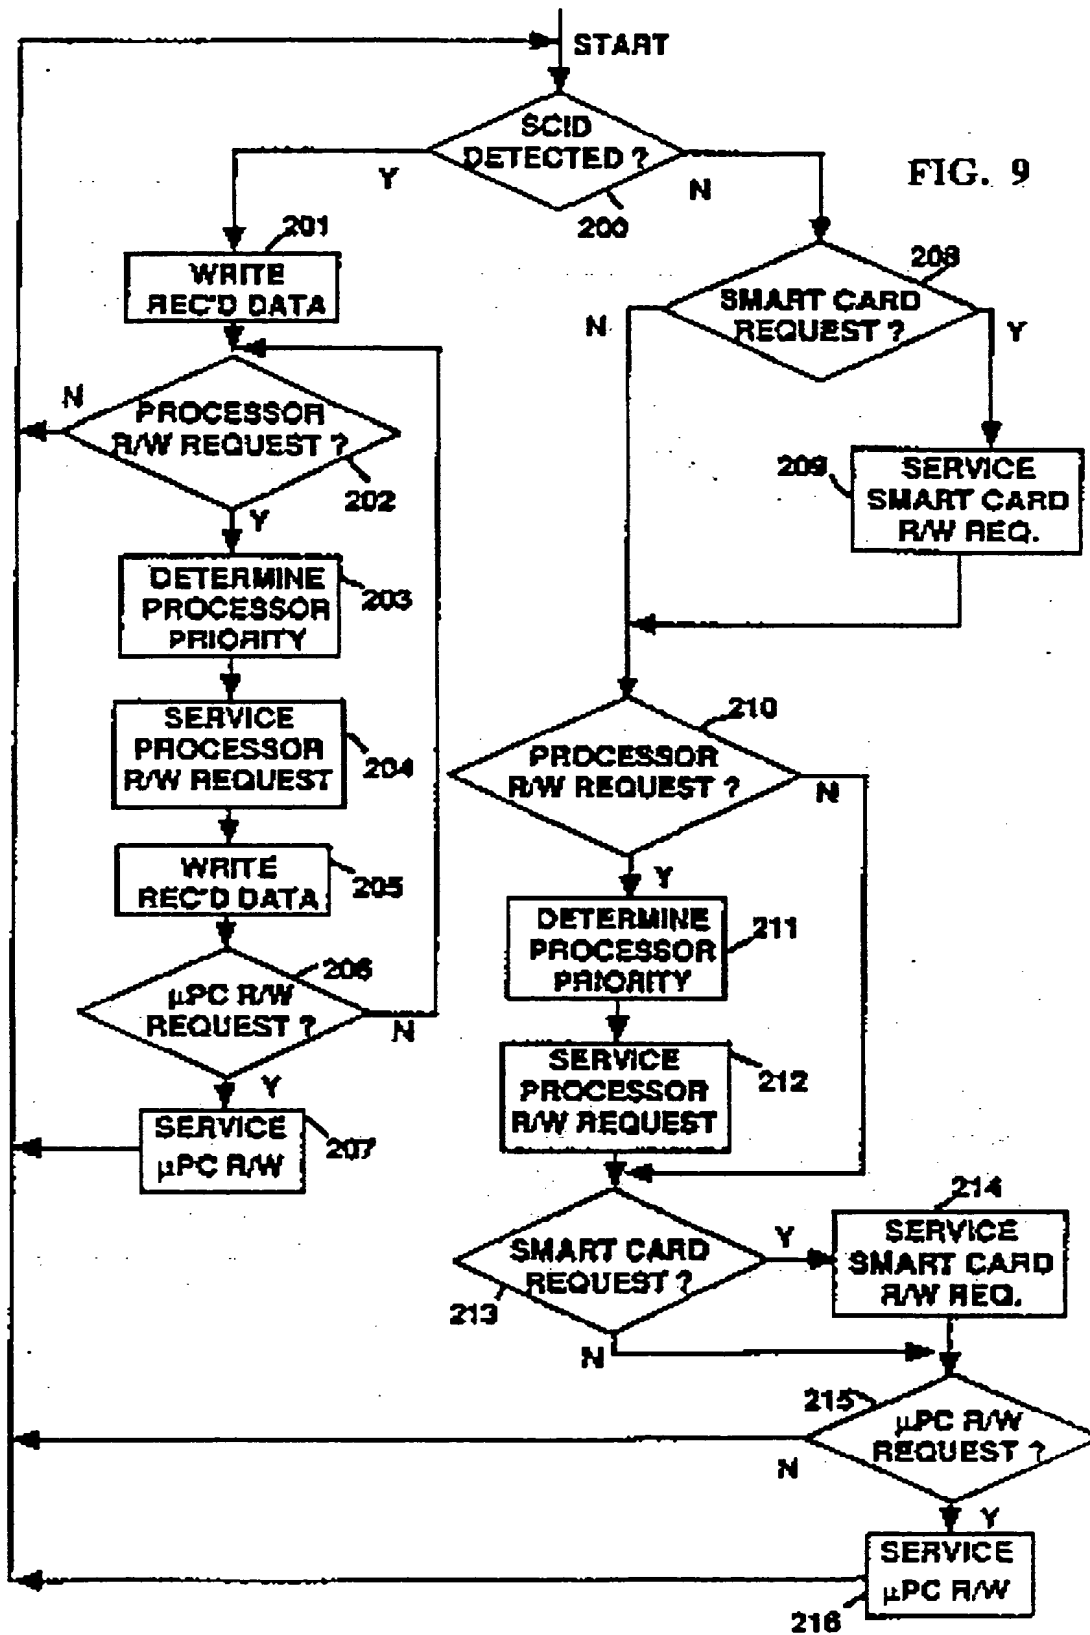 START
SCID
DETECTED ?
Y
N
200
FIG. 9
201
WRITE
REC'D DATA
208
SMART CARD
REQUEST ?
N
Y
N
PROCESSOR
R/W REQUEST ?
202
Y
209
SERVICE
SMART CARD
R/W REQ.
DETERMINE
PROCESSOR
PRIORITY
203
SERVICE
PROCESSOR
R/W REQUEST
204
210
PROCESSOR
R/W REQUEST ?
N
Y
WRITE
REC'D DATA
205
DETERMINE
PROCESSOR
PRIORITY
211
206
µPC R/W
REQUEST ?
N
Y
SERVICE
PROCESSOR
R/W REQUEST
212
SERVICE
µPC R/W
207
SMART CARD
REQUEST ?
213
Y
N
214
SERVICE
SMART CARD
R/W REQ.
215
µPC R/W
REQUEST ?
N
Y
SERVICE
µPC R/W
216